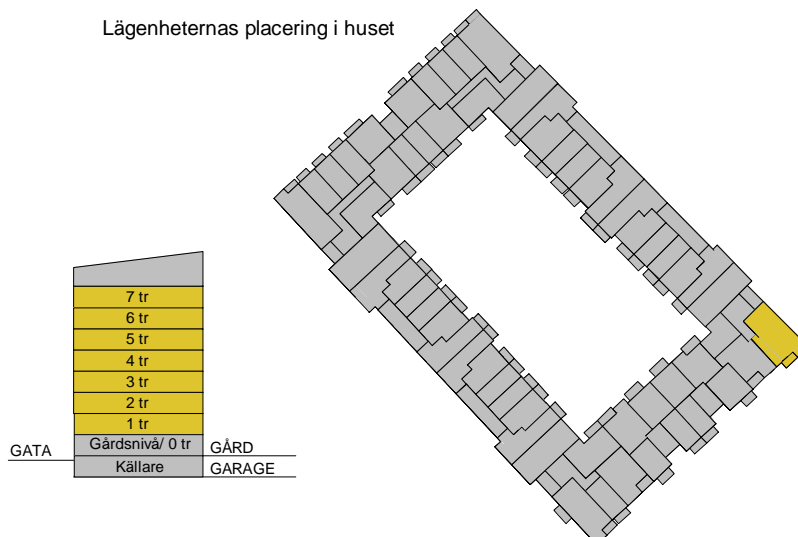 Lägenheternas placering i huset
7 tr
6 tr
5 tr
4 tr
3 tr
2 tr
1 tr
GATA
Gårdsnivå/ 0 tr
GÅRD
Källare
GARAGE